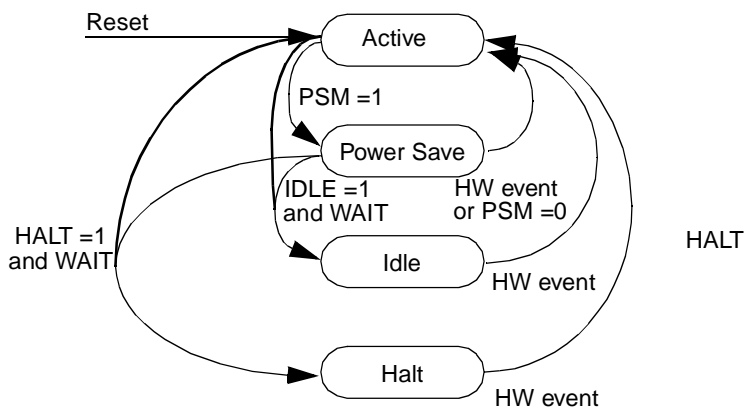 Reset
Active
PSM =1
Power Save
IDLE =1
and WAIT
HW event
or PSM =0
HALT =1
and WAIT
HALT
Idle
HW event
Halt
HW event